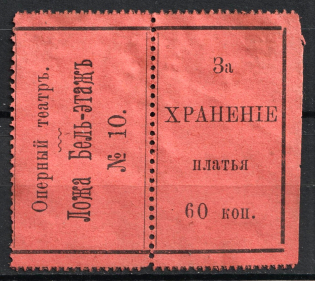 Оперный театръ.
Ложа Бель-этажъ
№ 10.
За
ХРАНЕНІЕ
платья
60 коп.